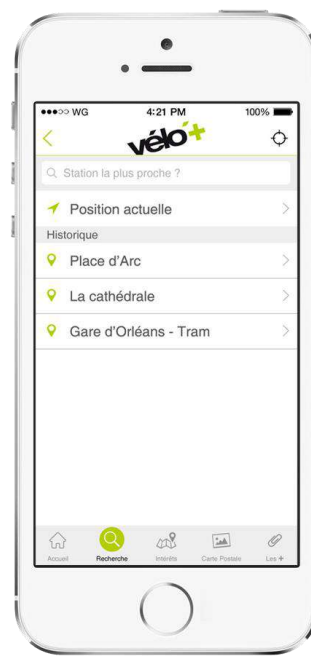 WG 4:21 PM 100%
vélo+
Station la plus proche ?
Position actuelle
Historique
Place d'Arc
La cathédrale
Gare d'Orléans - Tram
Accueil Recherche Intérêts Carte Postale Les +